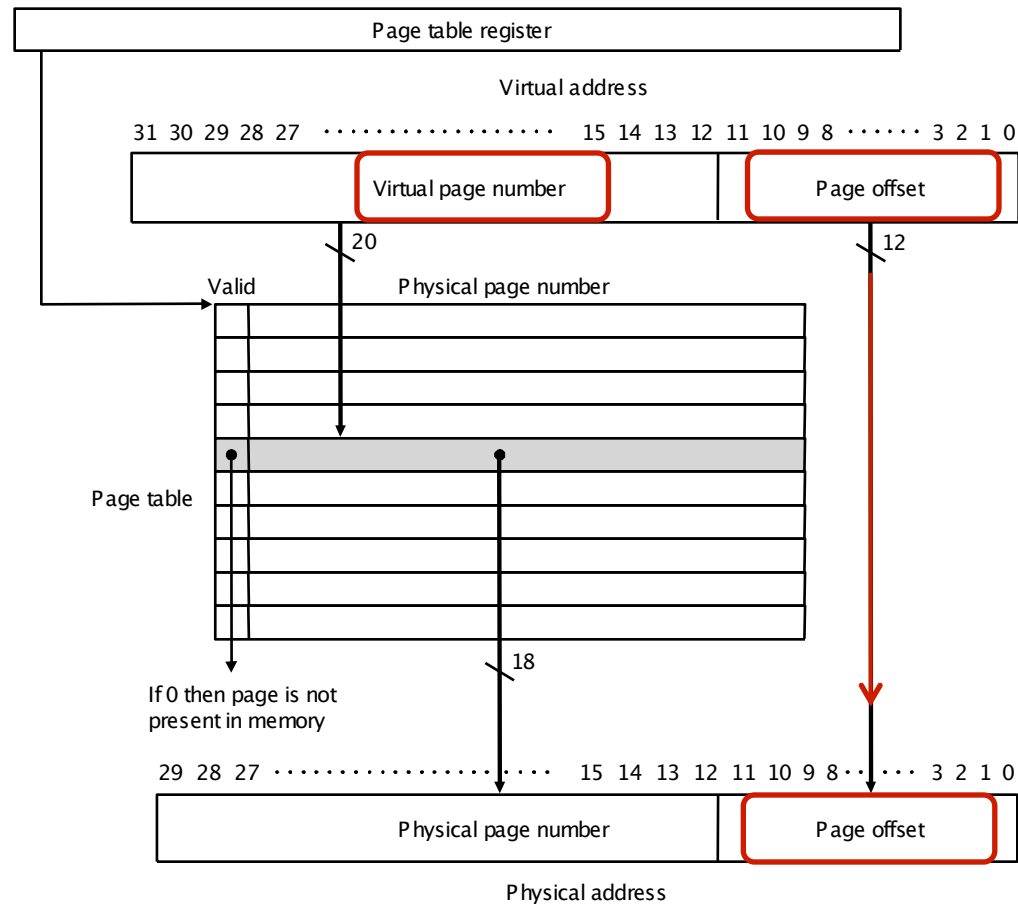 Page table register
Virtual address
31 30 29 28 27 ··················· 15 14 13 12 11 10 9 8 ······ 3 2 1 0
Virtual page number Page offset
20 12
Valid Physical page number
Page table
18
If 0 then page is not
present in memory
29 28 27 ······················· 15 14 13 12 11 10 9 8 ······ 3 2 1 0
Physical page number Page offset
Physical address